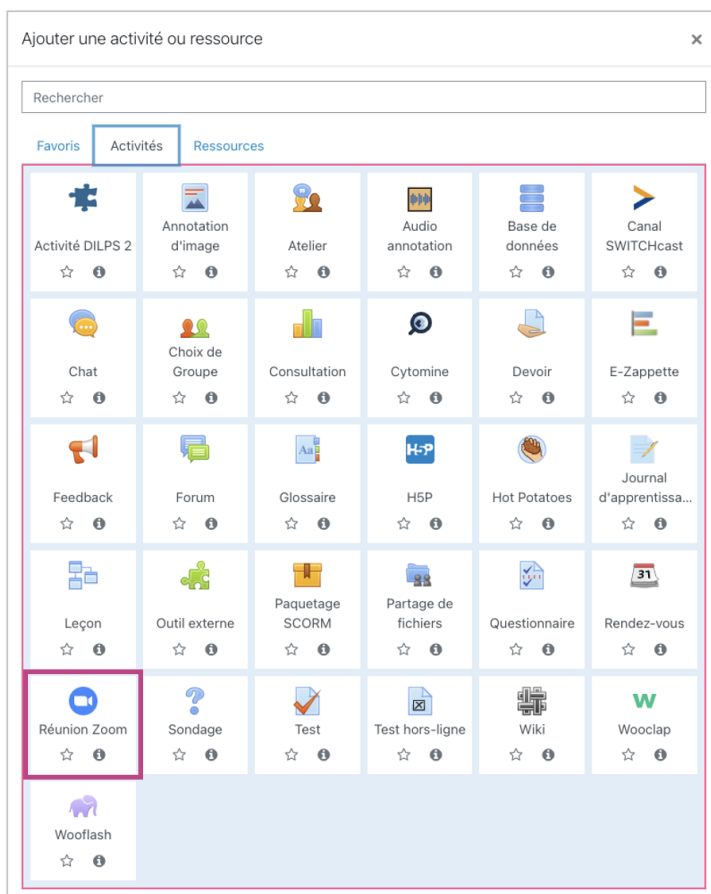 Ajouter une activité ou ressource ×
Rechercher
Favoris Activités Ressources
Activité DILPS 2
Annotation
d'image
Atelier
Audio
annotation
Base de
données
Canal
SWITCHcast
Chat
Choix de
Groupe
Consultation
Cytomine
Devoir
E-Zappette
Feedback
Forum
Aa
Glossaire
H5P
H5P
Hot Potatoes
Journal
d'apprentissa...
Leçon
Outil externe
Paquetage
SCORM
Partage de
fichiers
Questionnaire
31
Rendez-vous
Réunion Zoom
Sondage
Test
Test hors-ligne
Wiki
W
Wooclap
Wooflash